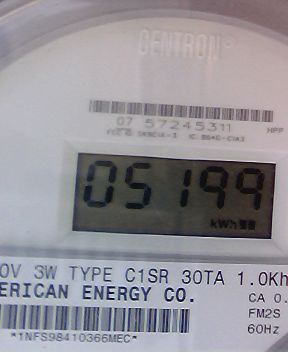 CENTRON®
07 57245311
HPP
05199
kWh
0V 3W TYPE C1SR 30TA 1.0Kh
ERICAN ENERGY CO.
CA 0.
FM2S
60Hz
*1NFS98410366MEC*